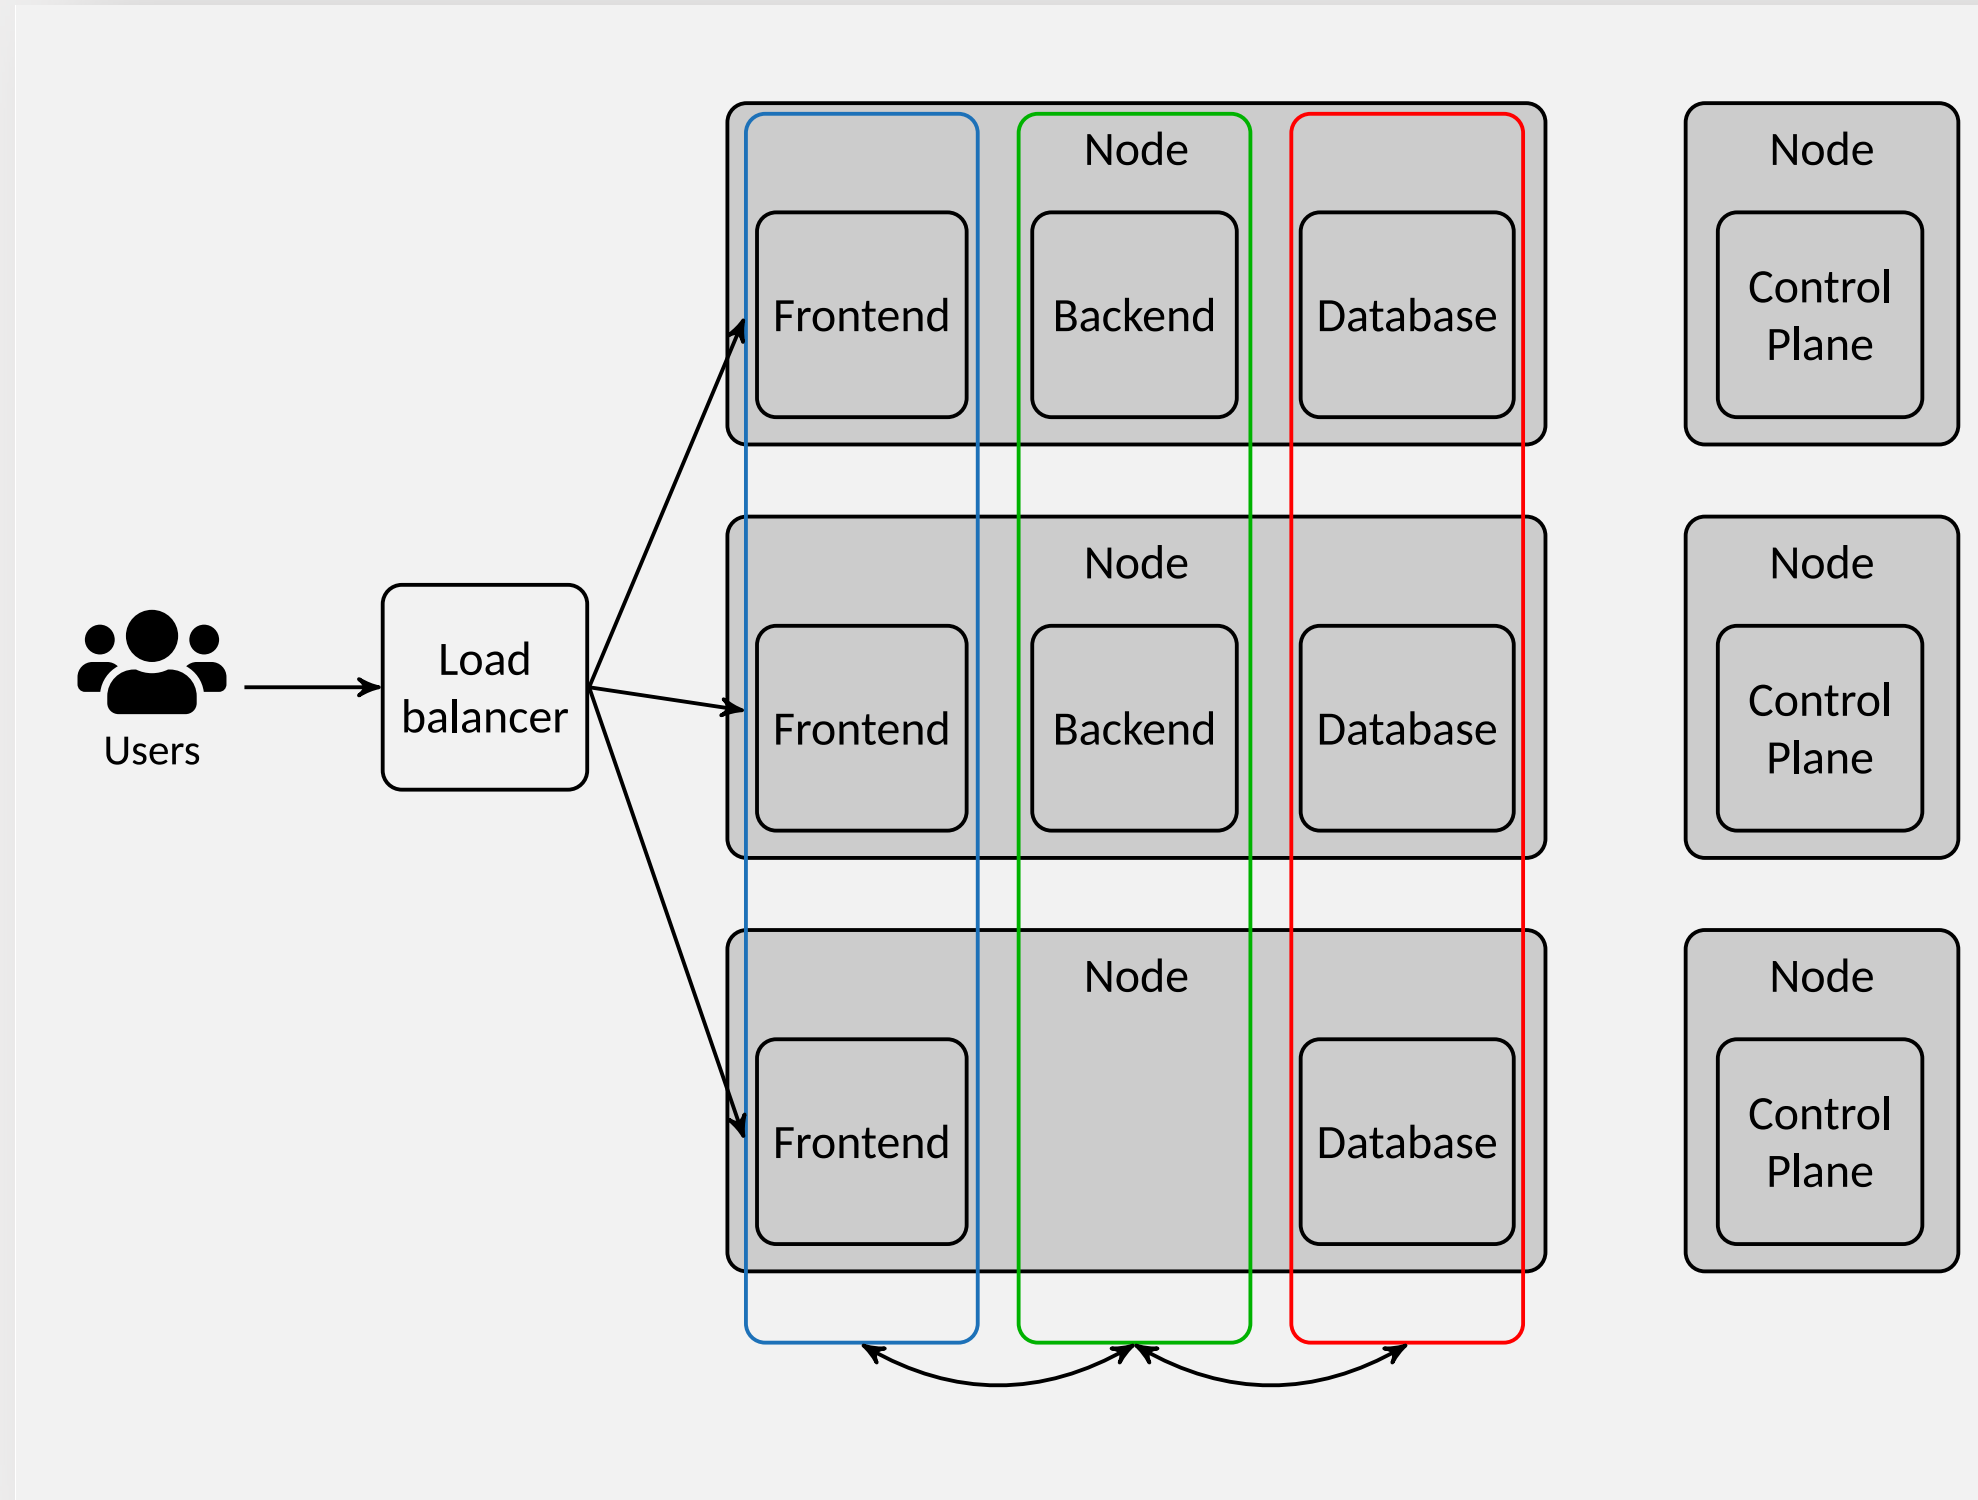 Node
Frontend
Backend
Database
Node
Control
Plane
Users
Load
balancer
Node
Frontend
Backend
Database
Node
Control
Plane
Node
Frontend
Database
Node
Control
Plane